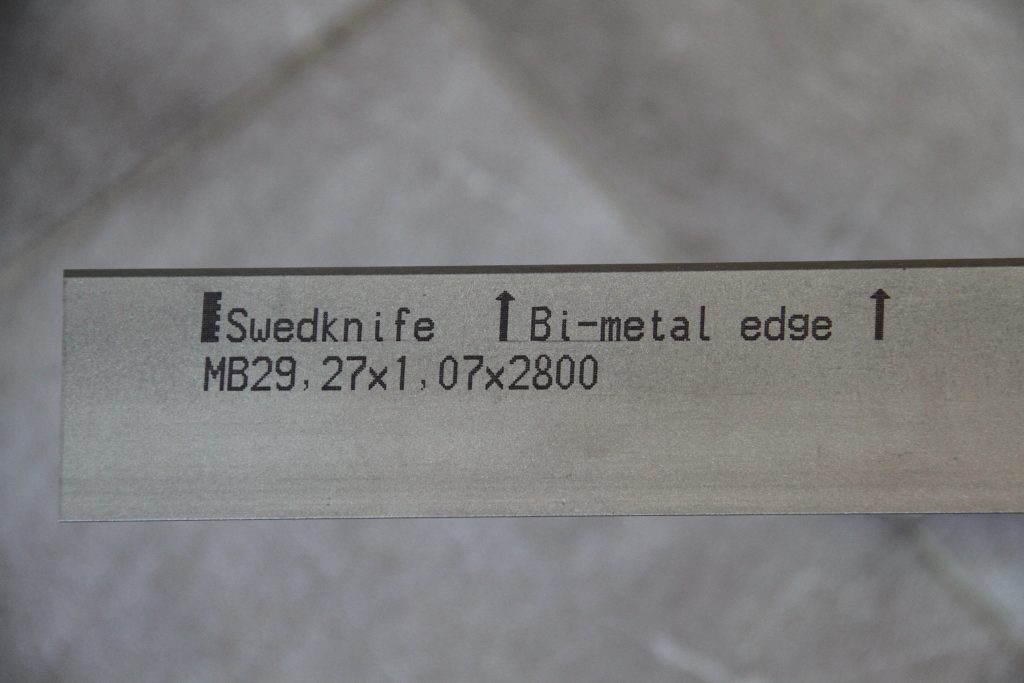 Swedknife ↑Bi-metal edge ↑
MB29,27x1,07x2800